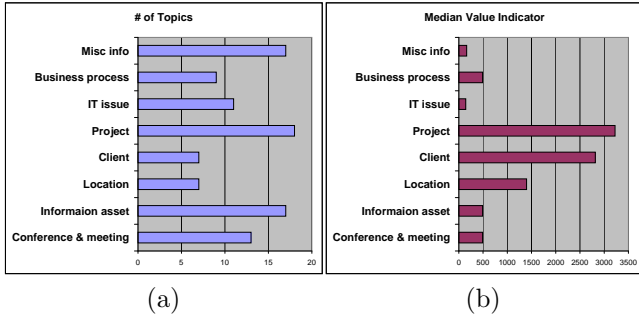 # of Topics
Misc info
Business process
IT issue
Project
Client
Location
Informaion asset
Conference & meeting
0 5 10 15 20
(a)
Median Value Indicator
Misc info
Business process
IT issue
Project
Client
Location
Informaion asset
Conference & meeting
0 500 1000 1500 2000 2500 3000 3500
(b)